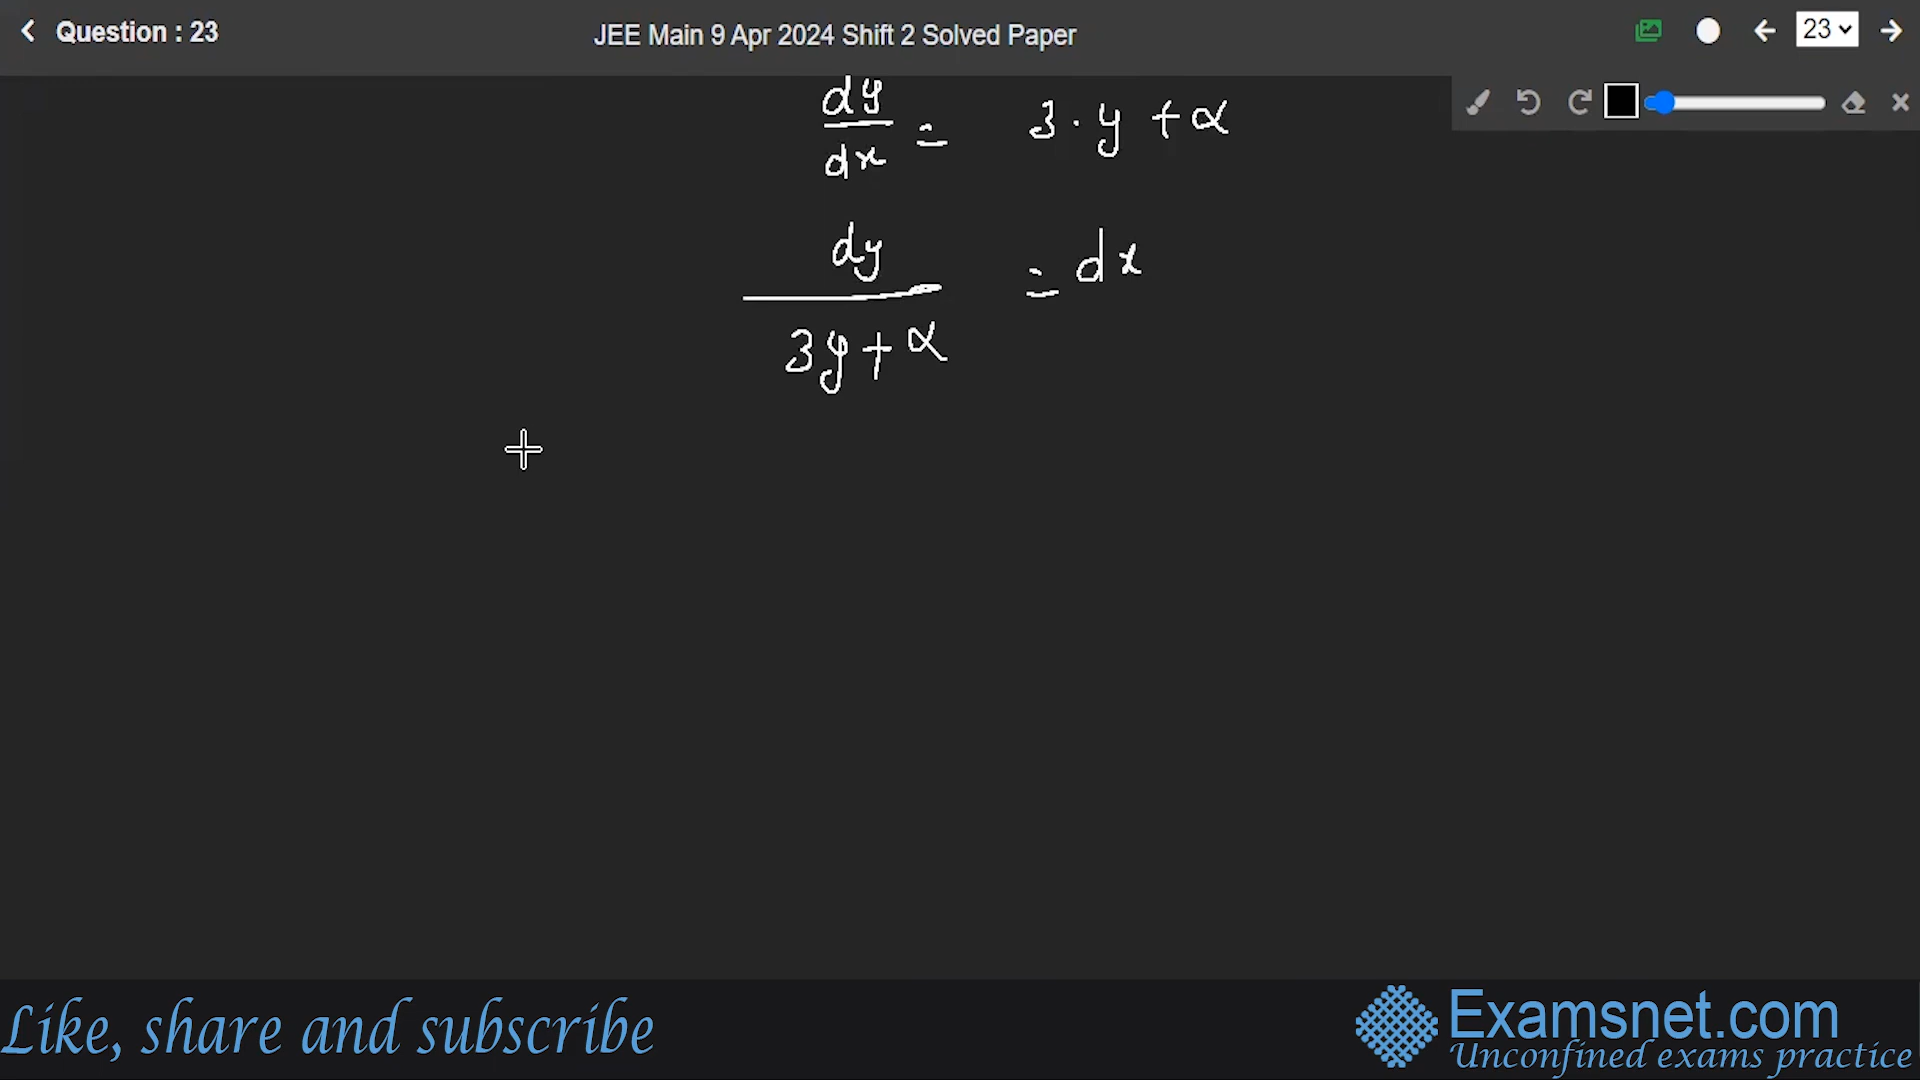 Question : 23
JEE Main 9 Apr 2024 Shift 2 Solved Paper
23
dy
dx
= 3 · y + α
dy
3y + α
= dx
Like, share and subscribe
Examsnet.com
Unconfined exams practice